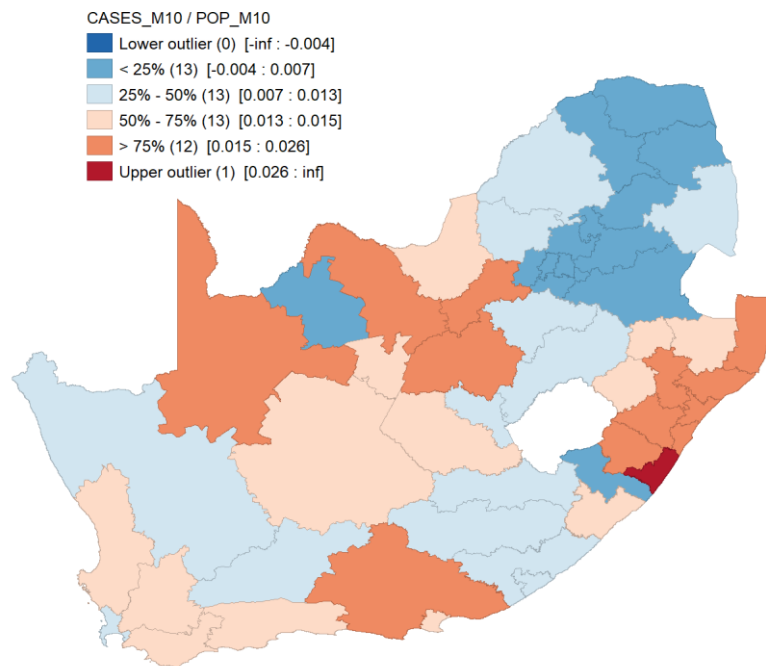 CASES_M10 / POP_M10
Lower outlier (0) [-inf : -0.004]
< 25% (13) [-0.004 : 0.007]
25% - 50% (13) [0.007 : 0.013]
50% - 75% (13) [0.013 : 0.015]
> 75% (12) [0.015 : 0.026]
Upper outlier (1) [0.026 : inf]